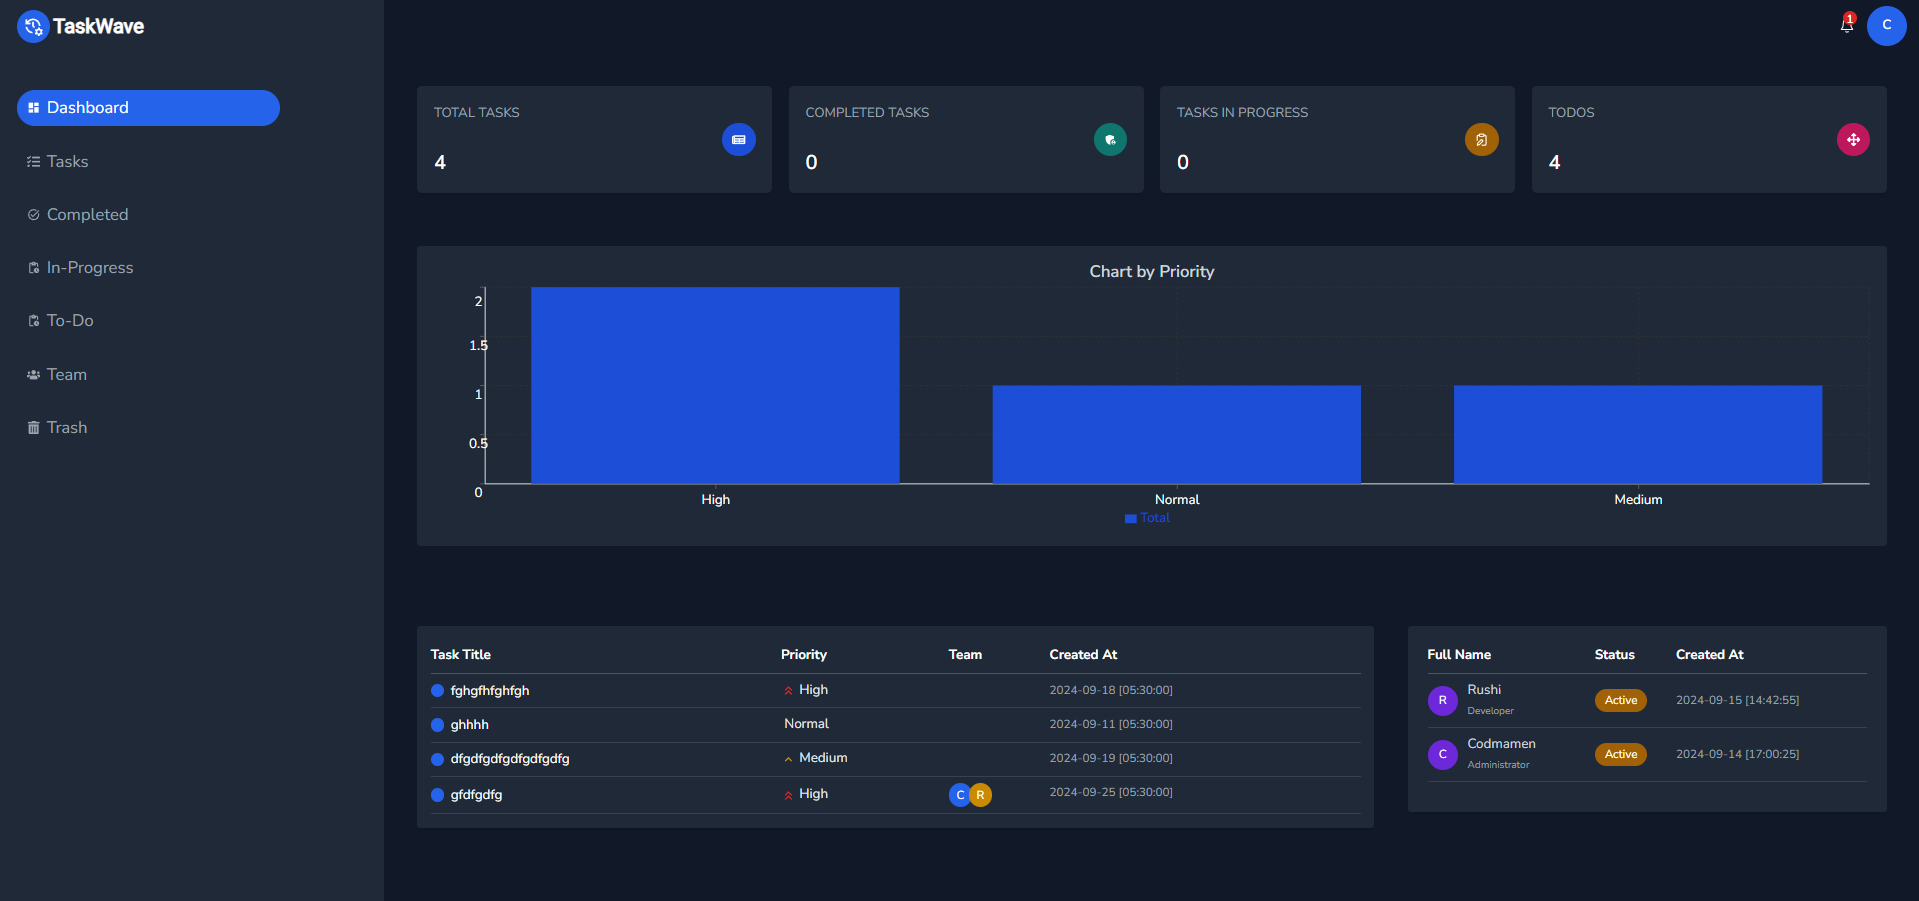 TaskWave
1
C
Dashboard
Tasks
Completed
In-Progress
To-Do
Team
Trash
TOTAL TASKS
4
COMPLETED TASKS
0
TASKS IN PROGRESS
0
TODOS
4
Chart by Priority
2
1.5
1
0.5
0
High Normal Medium
Total
Task Title Priority Team Created At
fghgfhfghfgh High 2024-09-18 [05:30:00]
ghhhh Normal 2024-09-11 [05:30:00]
dfgdfgdfgdfgdfgdfg Medium 2024-09-19 [05:30:00]
gfdfgdfg High C R 2024-09-25 [05:30:00]
Full Name Status Created At
R Rushi Active 2024-09-15 [14:42:55]
Developer
C Codmamen Active 2024-09-14 [17:00:25]
Administrator